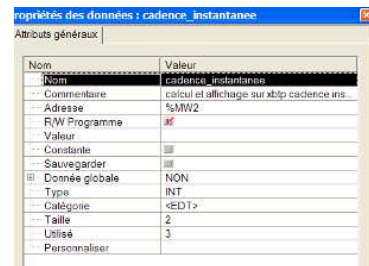 ropriétés des données : cadence_instantanee
Attributs généraux
Nom Valeur
Nom cadence_instantanee
Commentaire calcul et affichage sur xbtp cadence ins...
Adresse %MW2
R/W Programme
Valeur
Constante
Sauvegarder
Donnée globale NON
Type INT
Catégorie <EDT>
Taille 2
Utilisé 3
Personnaliser